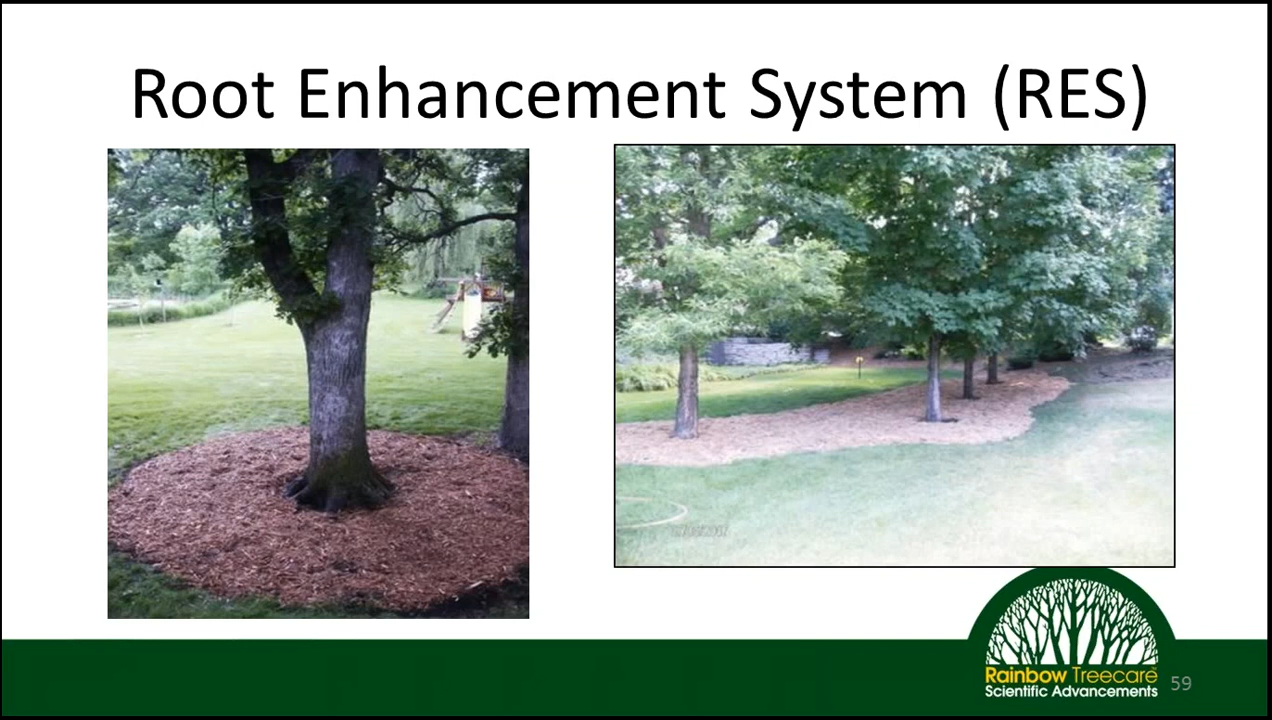 Root Enhancement System (RES)
Rainbow Treecare
Scientific Advancements
59